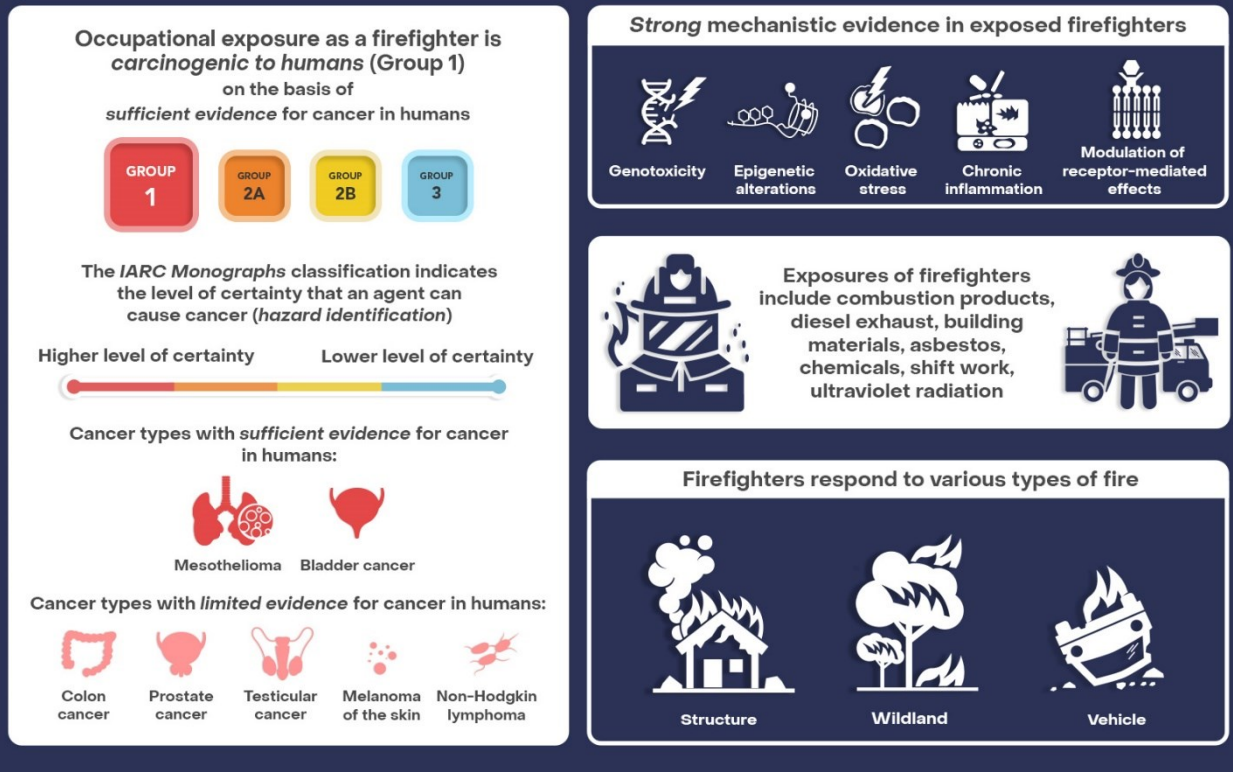 Occupational exposure as a firefighter is
carcinogenic to humans (Group 1)
on the basis of
sufficient evidence for cancer in humans
GROUP
1
GROUP
2A
GROUP
2B
GROUP
3
The IARC Monographs classification indicates
the level of certainty that an agent can
cause cancer (hazard identification)
Higher level of certainty
Lower level of certainty
Cancer types with sufficient evidence for cancer
in humans:
Mesothelioma
Bladder cancer
Cancer types with limited evidence for cancer in humans:
Colon
cancer
Prostate
cancer
Testicular
cancer
Melanoma
of the skin
Non-Hodgkin
lymphoma
Strong mechanistic evidence in exposed firefighters
Genotoxicity
Epigenetic
alterations
Oxidative
stress
Chronic
inflammation
Modulation of
receptor-mediated
effects
Exposures of firefighters
include combustion products,
diesel exhaust, building
materials, asbestos,
chemicals, shift work,
ultraviolet radiation
Firefighters respond to various types of fire
Structure
Wildland
Vehicle